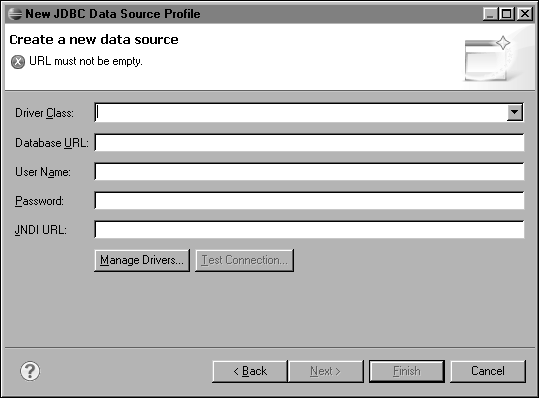 New JDBC Data Source Profile
Create a new data source
URL must not be empty.
Driver Class:
Database URL:
User Name:
Password:
JNDI URL:
Manage Drivers... Test Connection...
? < Back Next > Finish Cancel